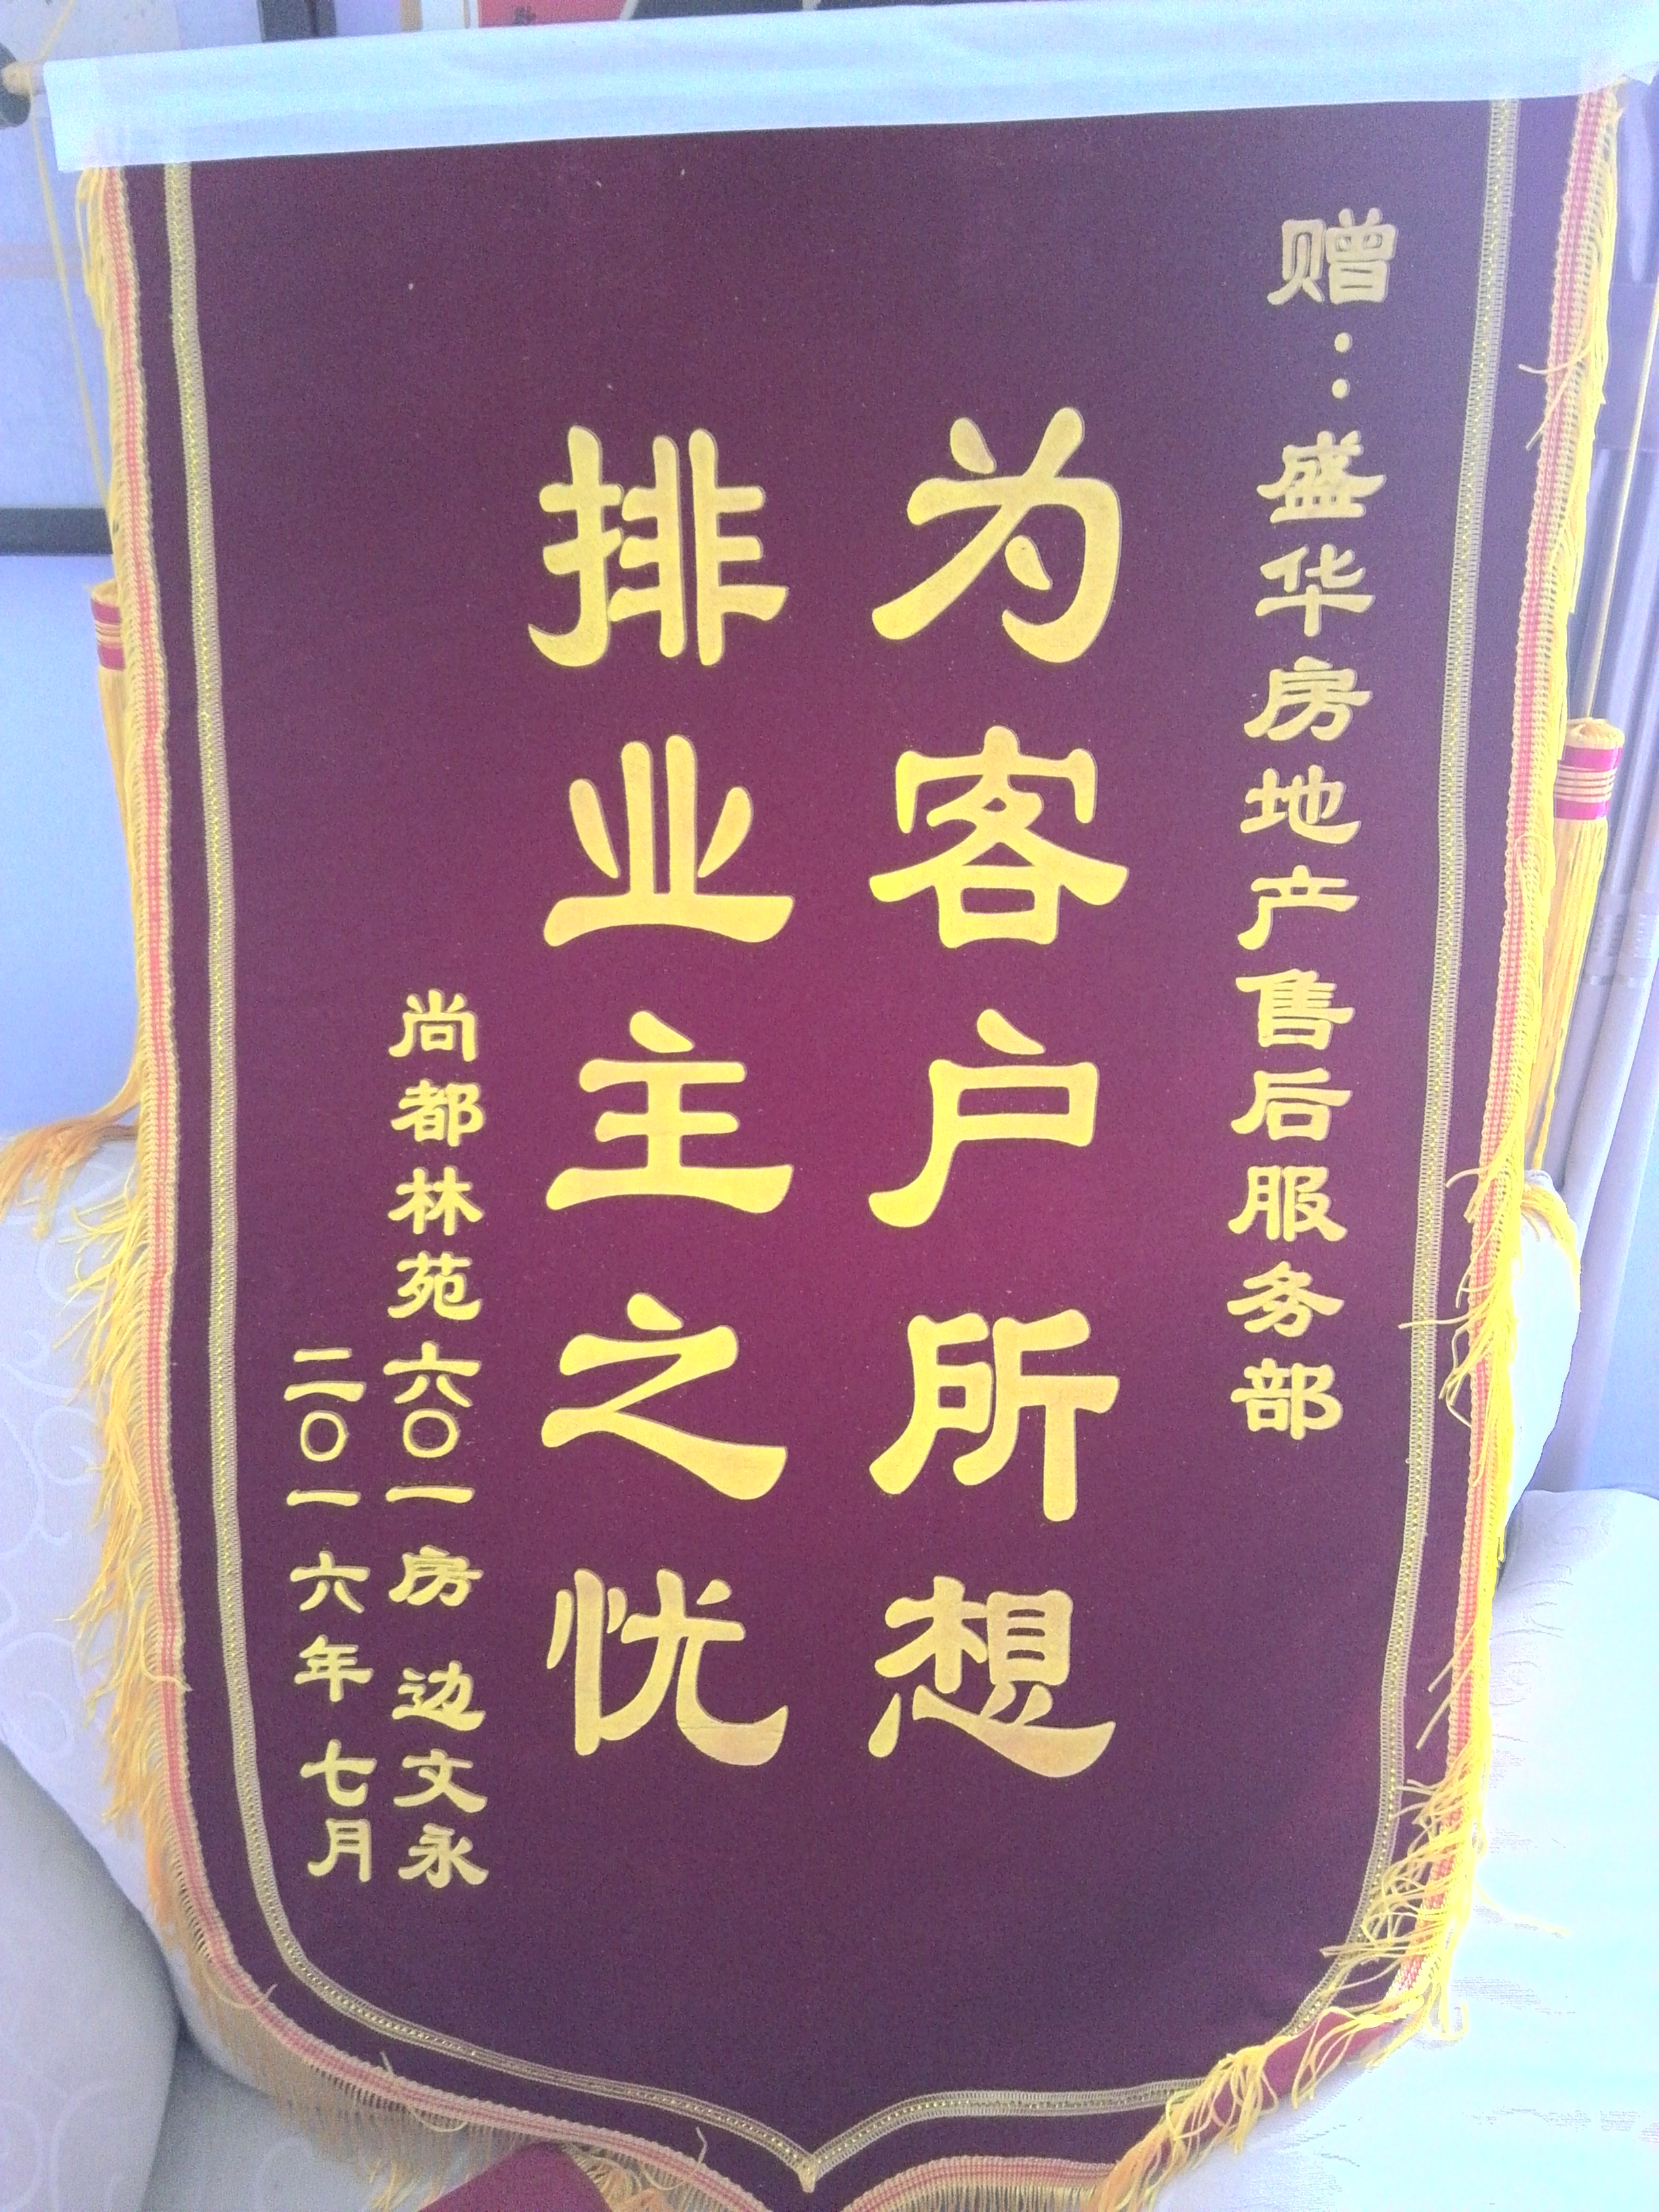 赠：盛华房地产售后服务部
为客户所想
排业主之忧
尚都林苑六〇一房 边文永
二〇一六年七月